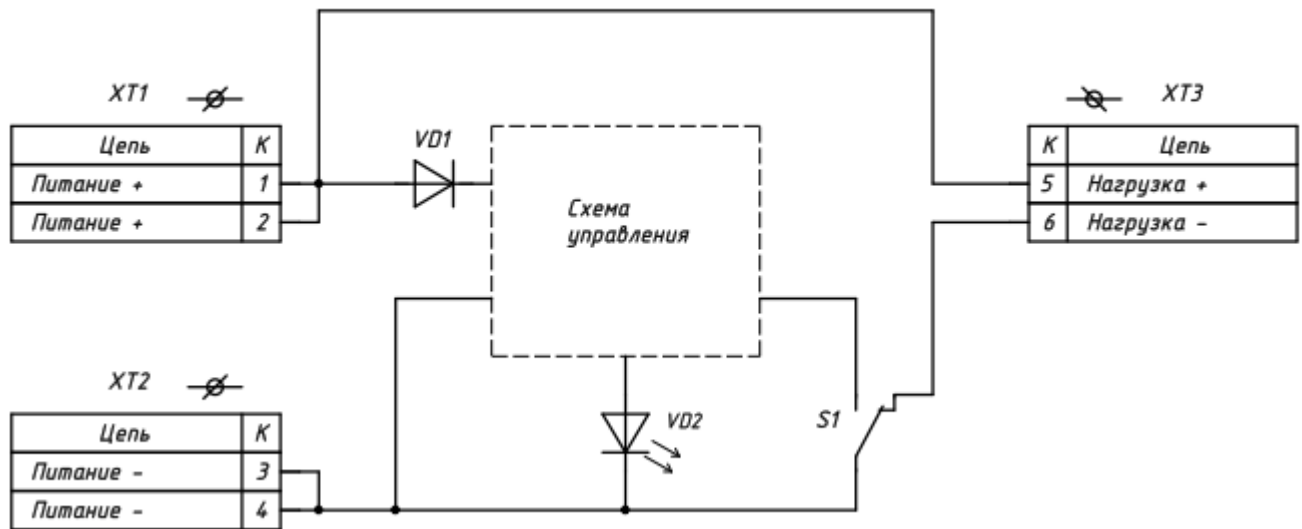 XT1
Цепь К
Питание + 1
Питание + 2
VD1
Схема
управления
XT3
К Цепь
5 Нагрузка +
6 Нагрузка -
XT2
Цепь К
Питание - 3
Питание - 4
VD2
S1